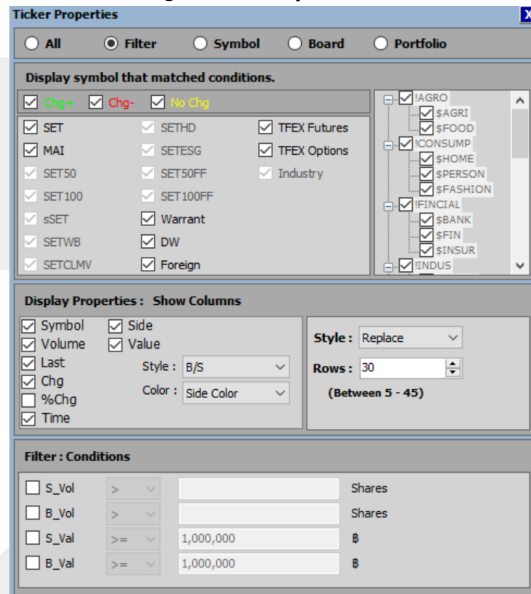 Ticker Properties
X
All
Filter
Symbol
Board
Portfolio
Display symbol that matched conditions.
Chg+
Chg-
No Chg
SET
SETHD
TFEX Futures
MAI
SETESG
TFEX Options
SET50
SET50FF
Industry
SET100
SET100FF
sSET
Warrant
SETWB
DW
SETCLMV
Foreign
!AGRO
$AGRI
$FOOD
!CONSUMP
$HOME
$PERSON
$FASHION
!FINCIAL
$BANK
$FIN
$INSUR
!INDUS
Display Properties : Show Columns
Symbol
Side
Volume
Value
Last
Style : B/S
Chg
%Chg
Color : Side Color
Time
Style : Replace
Rows : 30
(Between 5 - 45)
Filter : Conditions
S_Vol > Shares
B_Vol > Shares
S_Val >= 1,000,000 ฿
B_Val >= 1,000,000 ฿